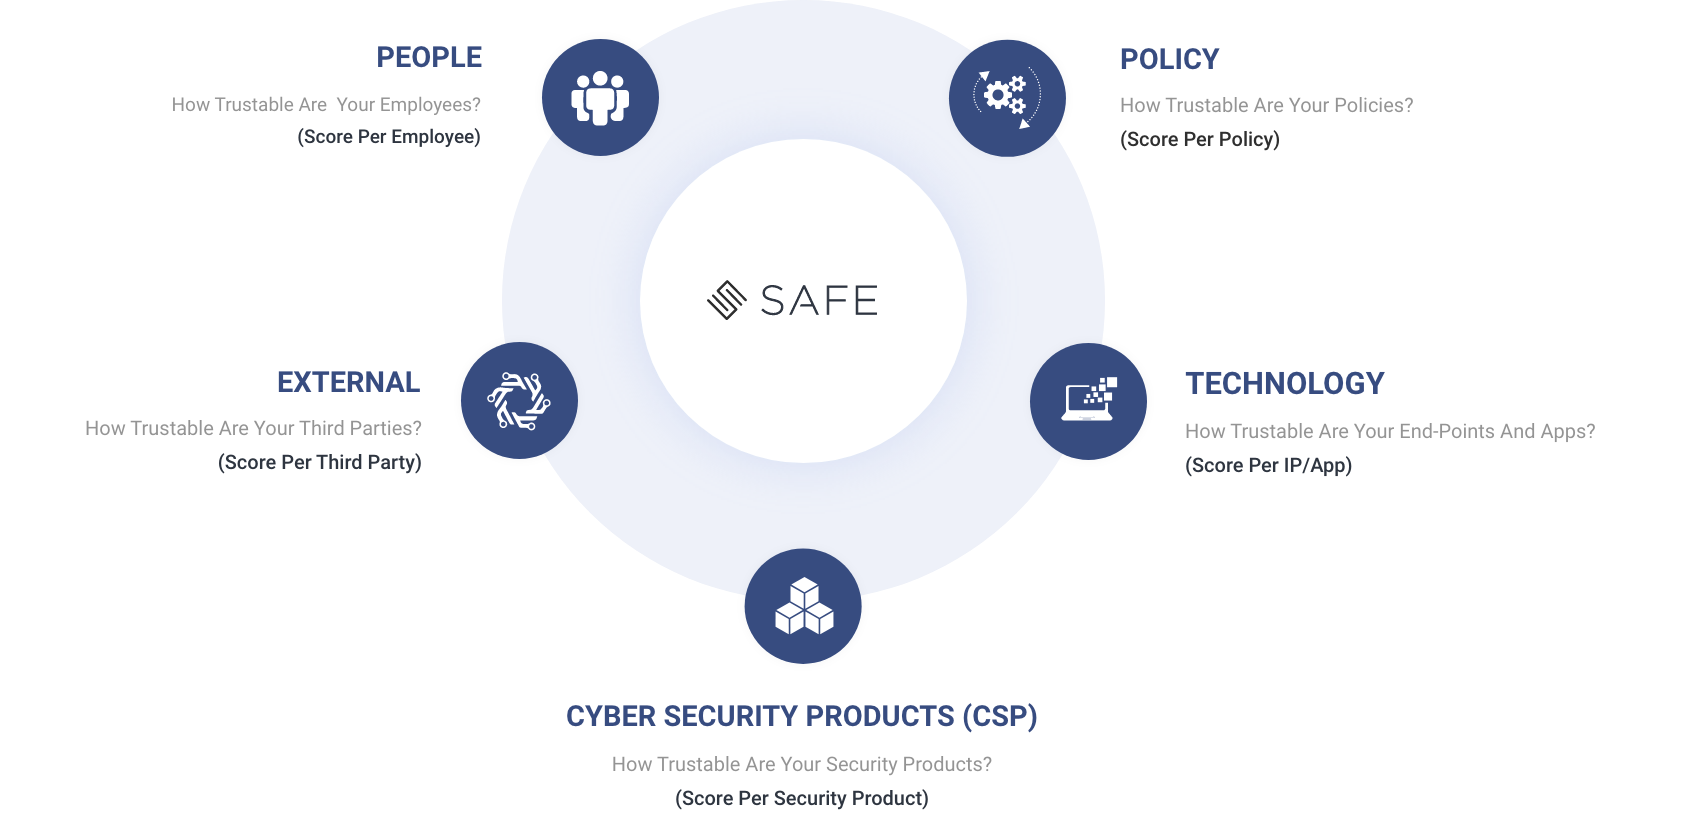 PEOPLE
How Trustable Are  Your Employees?
(Score Per Employee)
POLICY
How Trustable Are Your Policies?
(Score Per Policy)
SAFE
EXTERNAL
How Trustable Are Your Third Parties?
(Score Per Third Party)
TECHNOLOGY
How Trustable Are Your End-Points And Apps?
(Score Per IP/App)
CYBER SECURITY PRODUCTS (CSP)
How Trustable Are Your Security Products?
(Score Per Security Product)